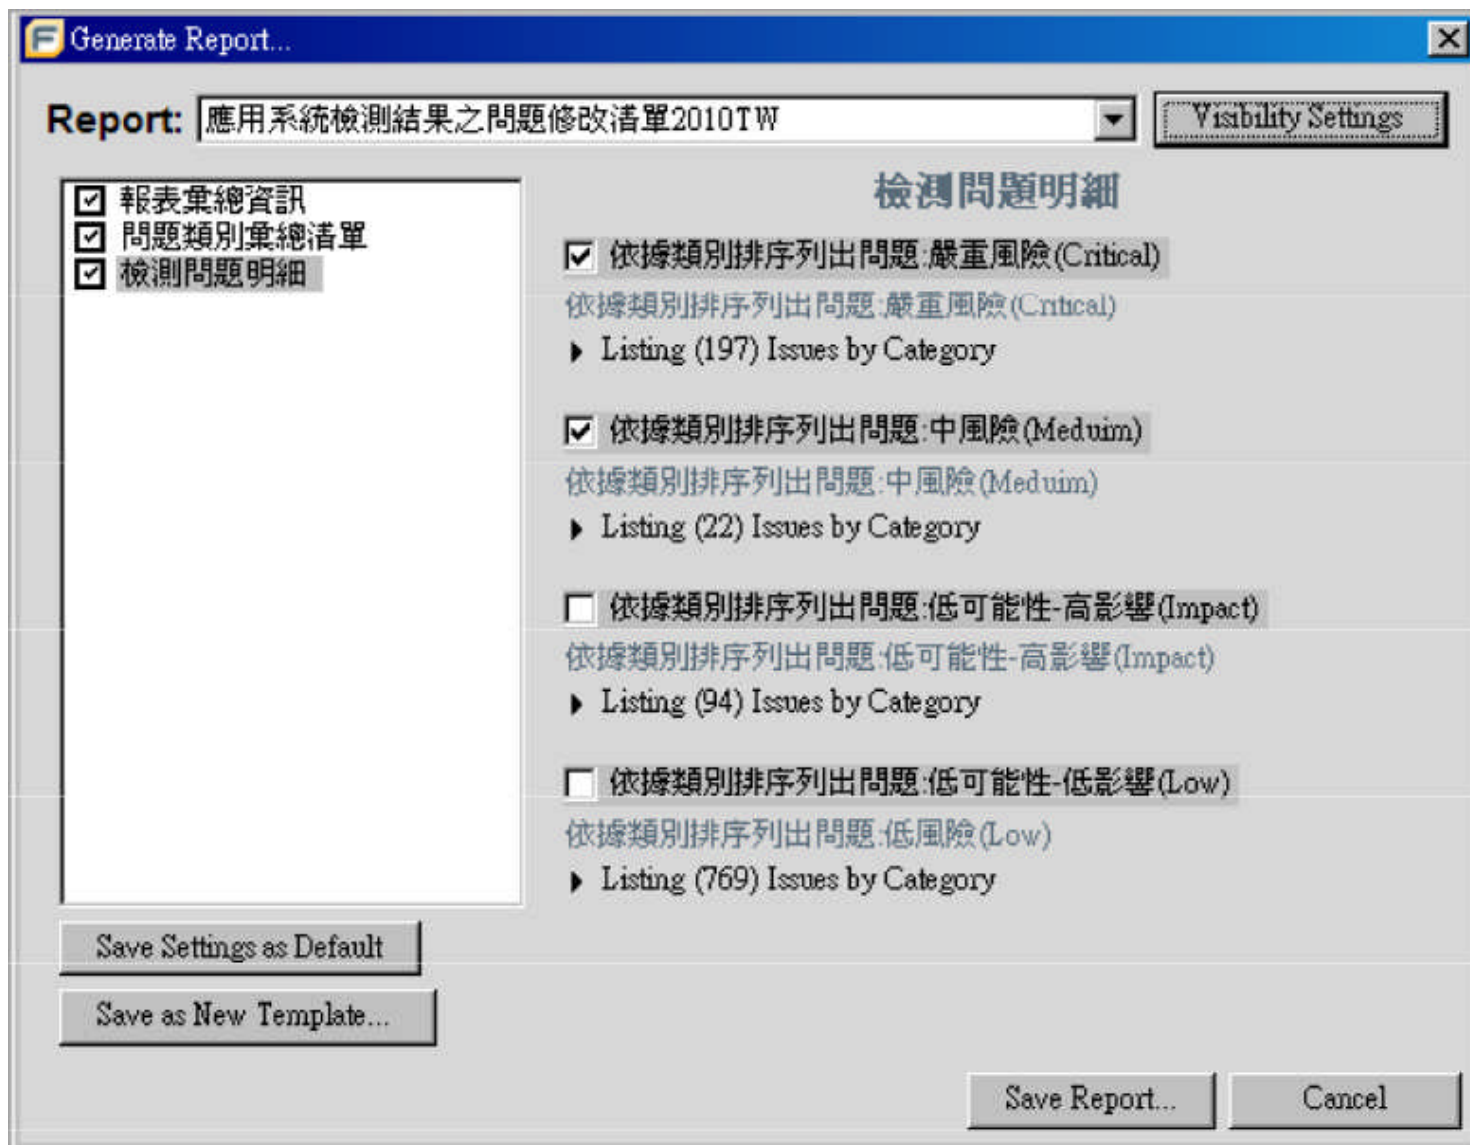 Generate Report...
Report: 應用系統檢測結果之問題修改清單2010TW
Visibility Settings
報表彙總資訊
問題類別彙總清單
檢測問題明細
檢測問題明細
依據類別排序列出問題:嚴重風險(Critical)
依據類別排序列出問題:嚴重風險(Critical)
Listing (197) Issues by Category
依據類別排序列出問題:中風險(Meduim)
依據類別排序列出問題:中風險(Meduim)
Listing (22) Issues by Category
依據類別排序列出問題:低可能性-高影響(Impact)
依據類別排序列出問題:低可能性-高影響(Impact)
Listing (94) Issues by Category
依據類別排序列出問題:低可能性-低影響(Low)
依據類別排序列出問題:低風險(Low)
Listing (769) Issues by Category
Save Settings as Default
Save as New Template...
Save Report...
Cancel